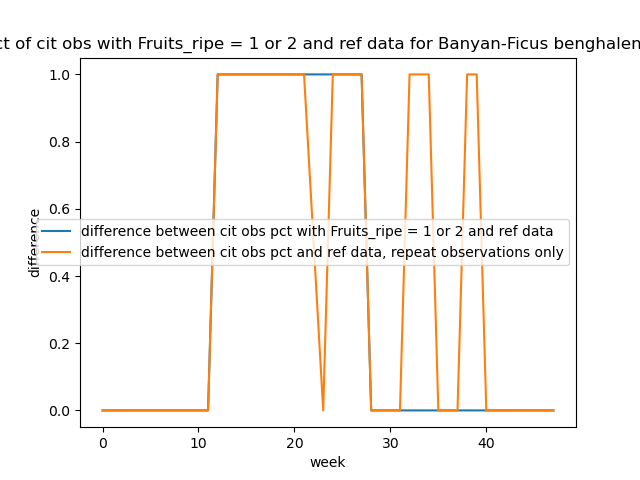 of cit obs with Fruits_ripe = 1 or 2 and ref data for Banyan-Ficus
1.0
0.8
0.6
0.4
0.2
0.0
difference
difference between cit obs pct with Fruits_ripe = 1 or 2 and ref data
difference between cit obs pct and ref data, repeat observations only
0 10 20 30 40
week